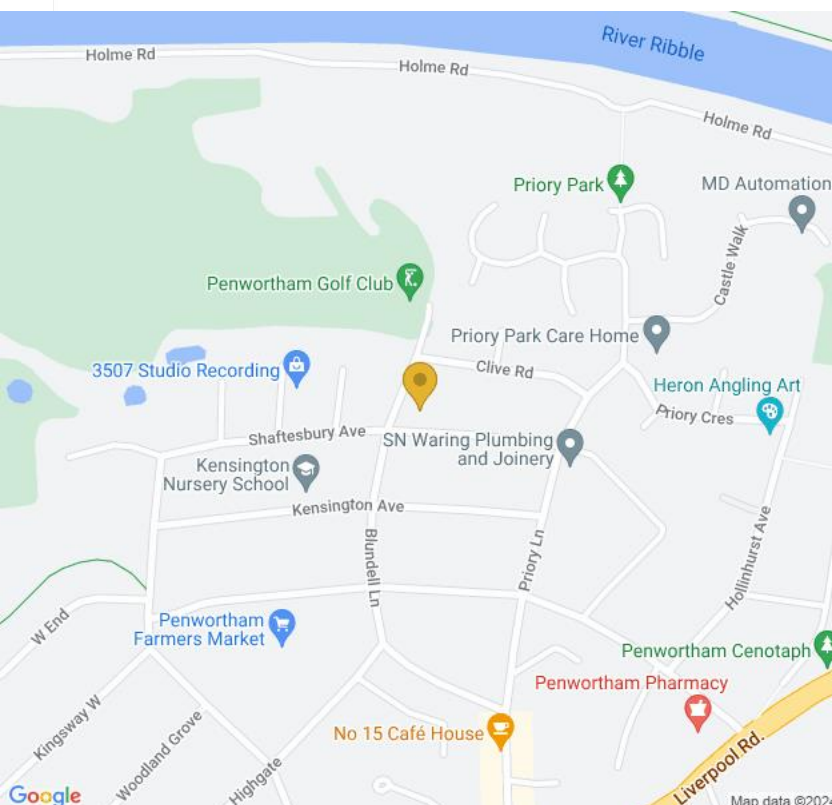 River Ribble
Holme Rd
Holme Rd
Holme Rd
Priory Park
MD Automation
Castle Walk
Penwortham Golf Club
Priory Park Care Home
Clive Rd
3507 Studio Recording
Heron Angling Art
Priory Cres
Shaftesbury Ave
SN Waring Plumbing
and Joinery
Kensington
Nursery School
Kensington Ave
Hollinhurst Ave
Priory Ln
Blundell Ln
W End
Penwortham
Farmers Market
Penwortham Cenotaph
Penwortham Pharmacy
Kingsway W
No 15 Café House
Woodland Grove
Highgate
Liverpool Rd.
Google
Map data ©2024